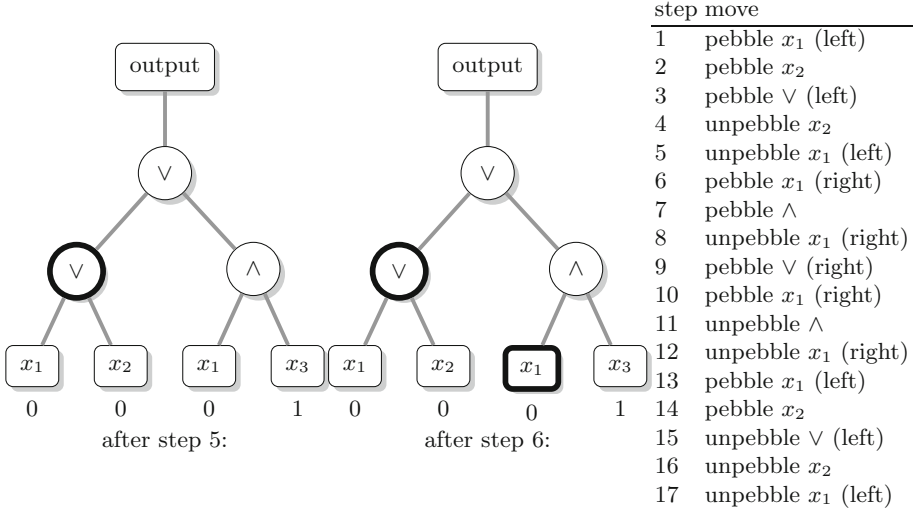 output
∨
∨ ∧
x₁ x₂ x₁ x₃
0 0 0 1
after step 5:
output
∨
∨ ∧
x₁ x₂ x₁ x₃
0 0 0 1
after step 6:
step move
1 pebble x₁ (left)
2 pebble x₂
3 pebble ∨ (left)
4 unpebble x₂
5 unpebble x₁ (left)
6 pebble x₁ (right)
7 pebble ∧
8 unpebble x₁ (right)
9 pebble ∨ (right)
10 pebble x₁ (right)
11 unpebble ∧
12 unpebble x₁ (right)
13 pebble x₁ (left)
14 pebble x₂
15 unpebble ∨ (left)
16 unpebble x₂
17 unpebble x₁ (left)